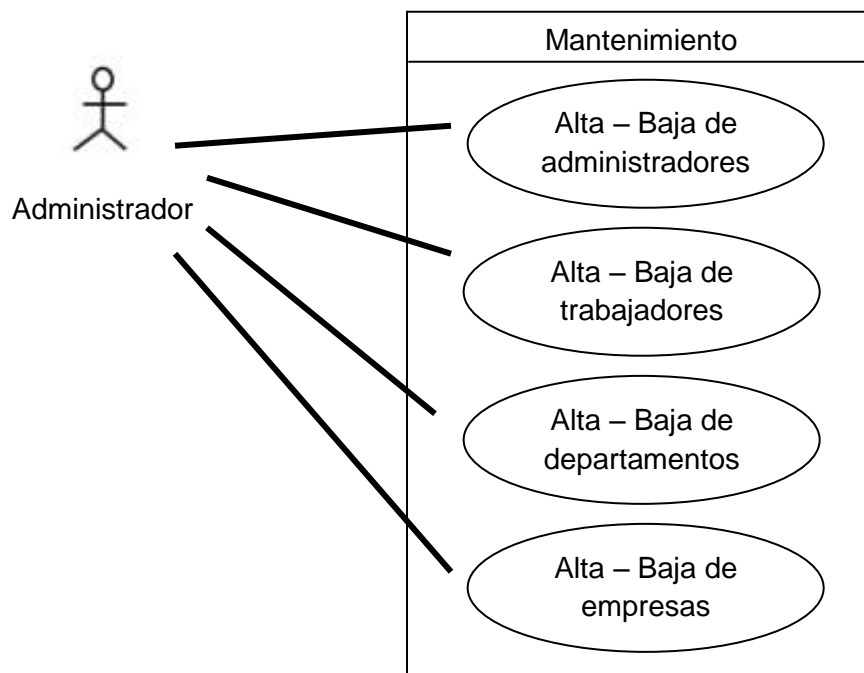 Mantenimiento
Alta – Baja de
administradores
Administrador
Alta – Baja de
trabajadores
Alta – Baja de
departamentos
Alta – Baja de
empresas